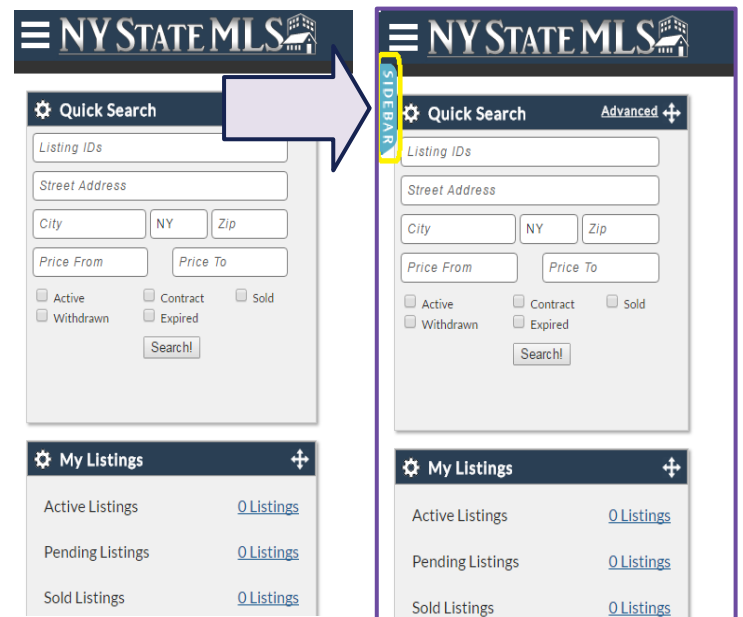 NY STATE MLS
Quick Search
Listing IDs
Street Address
City NY Zip
Price From Price To
Active Contract Sold
Withdrawn Expired
Search!
My Listings
Active Listings 0 Listings
Pending Listings 0 Listings
Sold Listings 0 Listings
NY STATE MLS
SIDEBAR
Quick Search Advanced
Listing IDs
Street Address
City NY Zip
Price From Price To
Active Contract Sold
Withdrawn Expired
Search!
My Listings
Active Listings 0 Listings
Pending Listings 0 Listings
Sold Listings 0 Listings